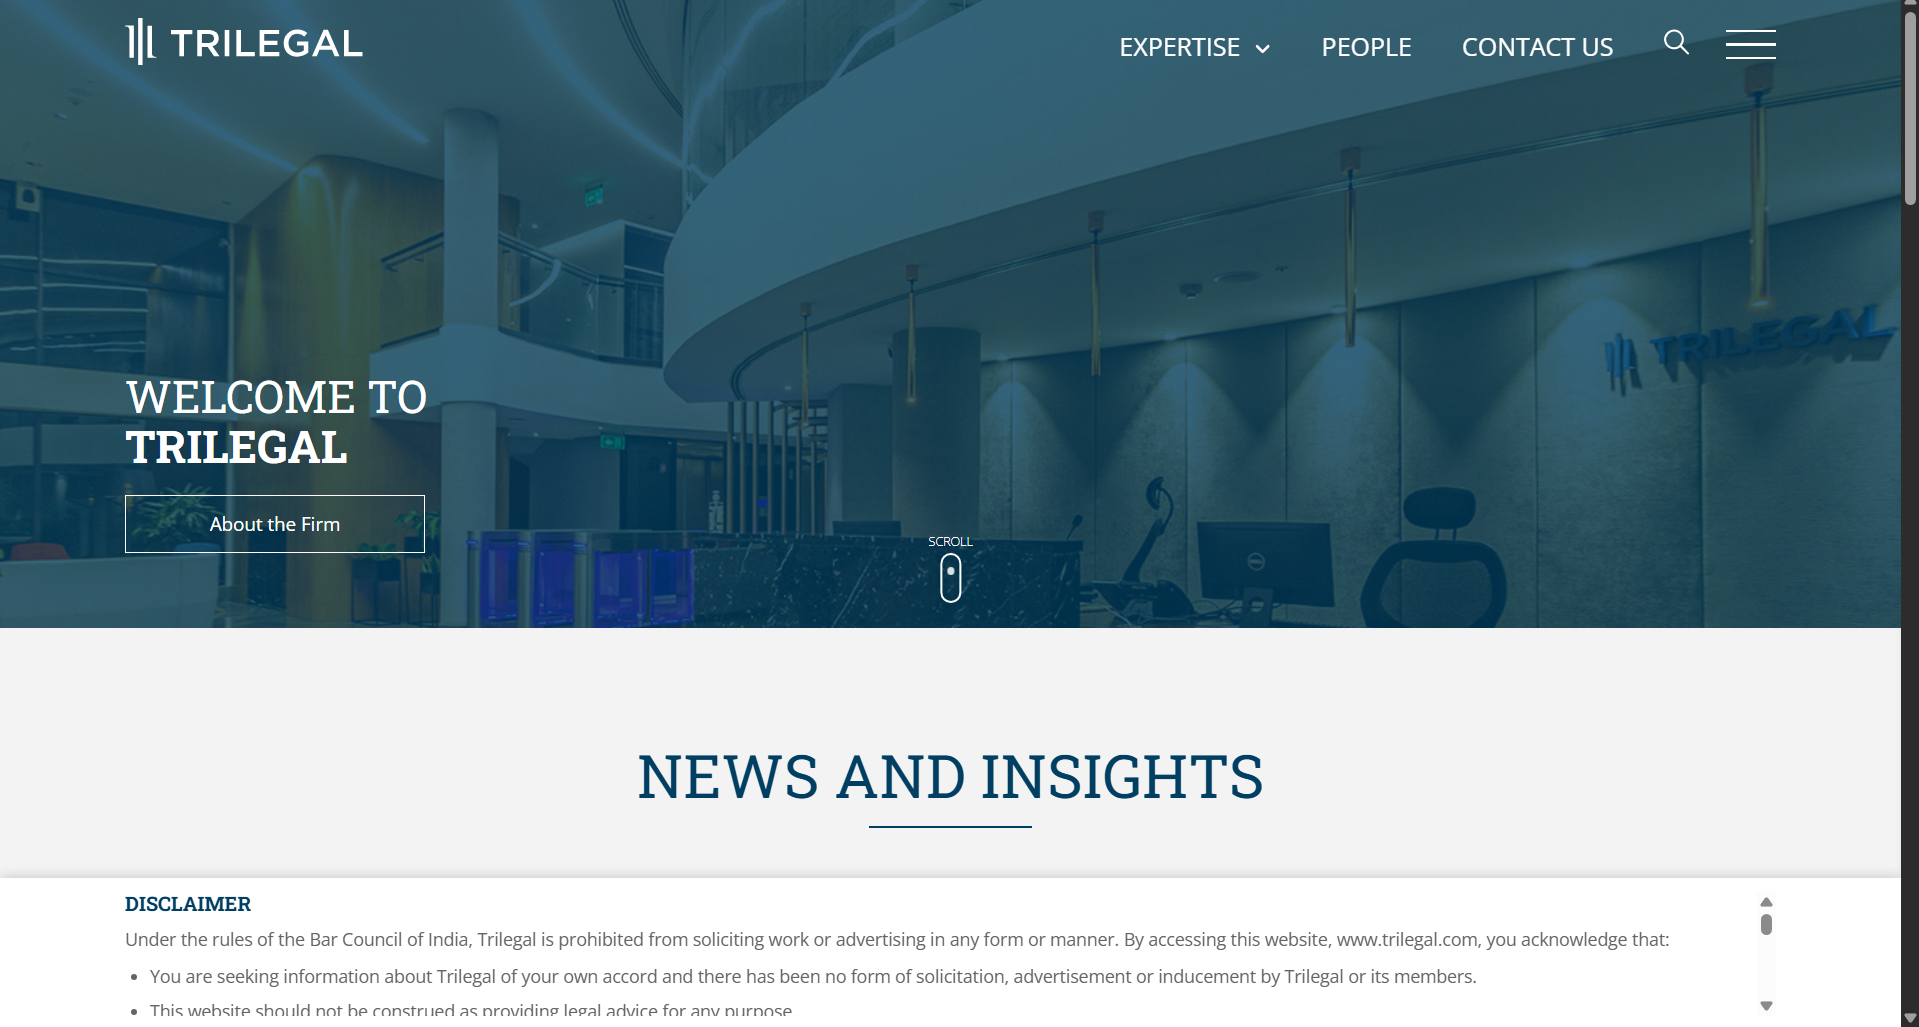 TRILEGAL
EXPERTISE
PEOPLE
CONTACT US
TRILEGAL
WELCOME TO
TRILEGAL
About the Firm
SCROLL
DELL
NEWS AND INSIGHTS
DISCLAIMER
Under the rules of the Bar Council of India, Trilegal is prohibited from soliciting work or advertising in any form or manner. By accessing this website, www.trilegal.com, you acknowledge that:
• You are seeking information about Trilegal of your own accord and there has been no form of solicitation, advertisement or inducement by Trilegal or its members.
• This website should not be construed as providing legal advice for any purpose